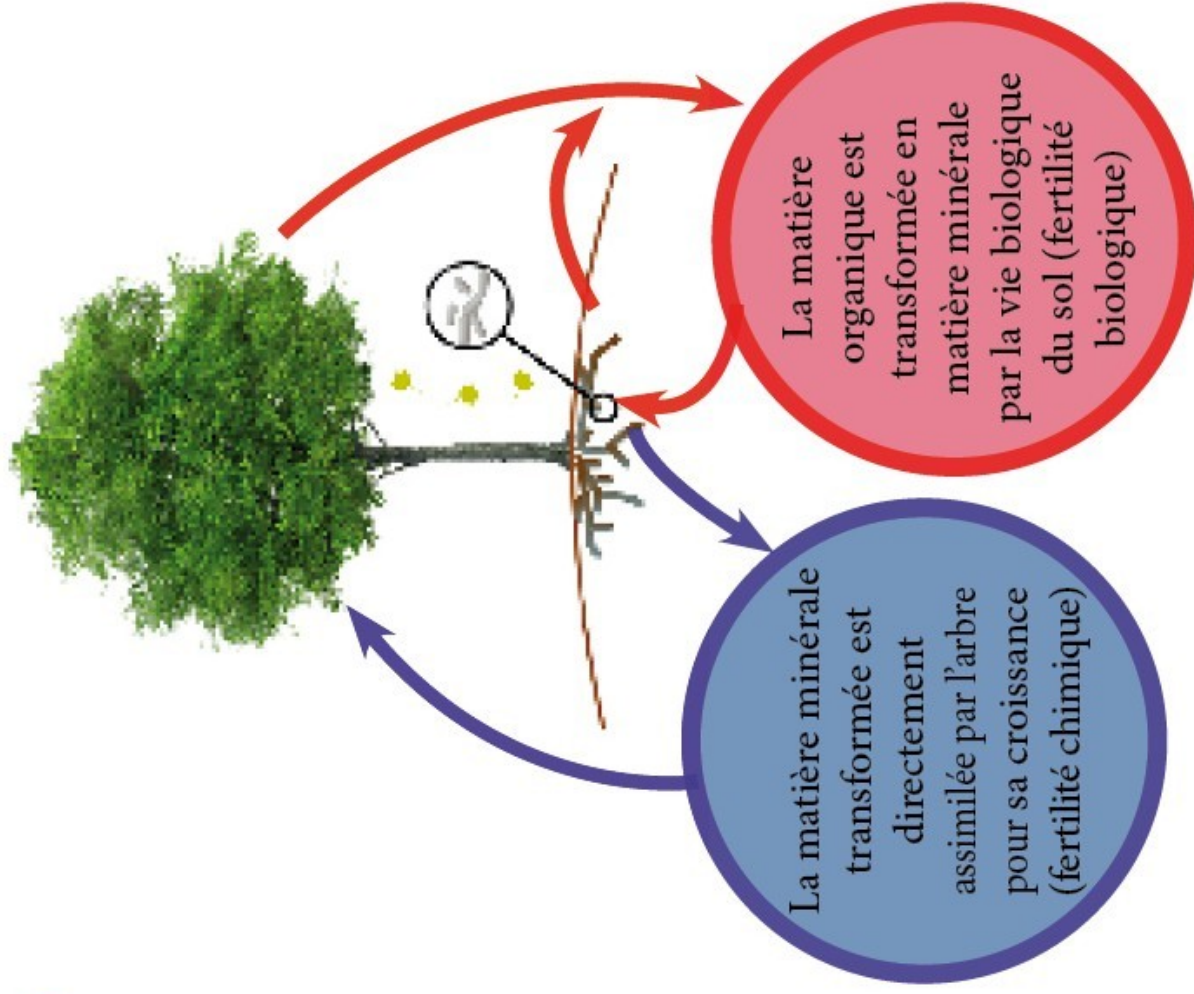 La matière
organique est
transformée en
matière minérale
par la vie biologique
du sol (fertilité
biologique)
La matière minérale
transformée est
directement
assimilée par l'arbre
pour sa croissance
(fertilité chimique)